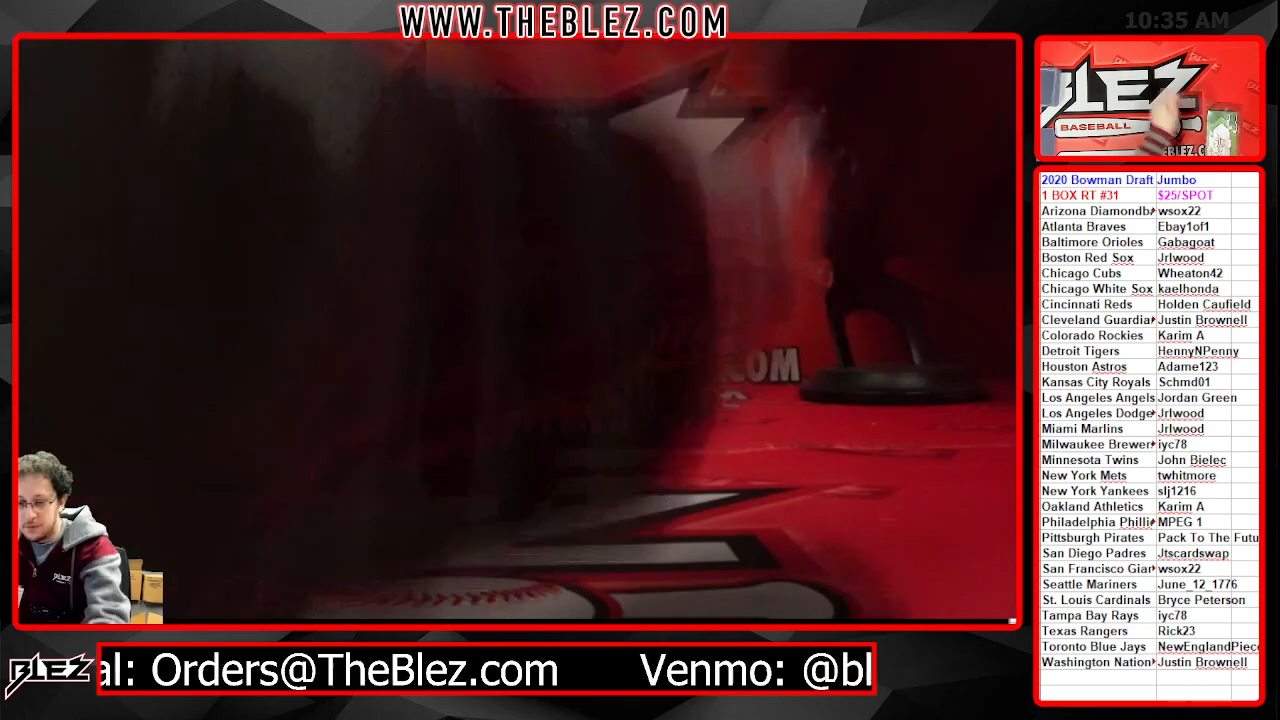 WWW.THEBLEZ.COM
10:35 AM
BLEZ
BASEBALL
2020 Bowman Draft Jumbo
1 BOX RT #31 $25/SPOT
Arizona Diamondb wsox22
Atlanta Braves Ebay1of1
Baltimore Orioles Gabagoat
Boston Red Sox Jrlwood
Chicago Cubs Wheaton42
Chicago White Sox kaelhonda
Cincinnati Reds Holden Caufield
Cleveland Guardia Justin Brownell
Colorado Rockies Karim A
Detroit Tigers HennyNPenny
Houston Astros Adame123
Kansas City Royals Schmd01
Los Angeles Angels Jordan Green
Los Angeles Dodge Jrlwood
Miami Marlins Jrlwood
Milwaukee Brewer iyc78
Minnesota Twins John Bielec
New York Mets twhitmore
New York Yankees slj1216
Oakland Athletics Karim A
Philadelphia Philli MPEG 1
Pittsburgh Pirates Pack To The Futu
San Diego Padres Jtscardswap
San Francisco Gian wsox22
Seattle Mariners June_12_1776
St. Louis Cardinals Bryce Peterson
Tampa Bay Rays iyc78
Texas Rangers Rick23
Toronto Blue Jays NewEnglandPiece
Washington Nation Justin Brownell
.COM
BLEZ
BLEZ
al: Orders@TheBlez.com Venmo: @bl